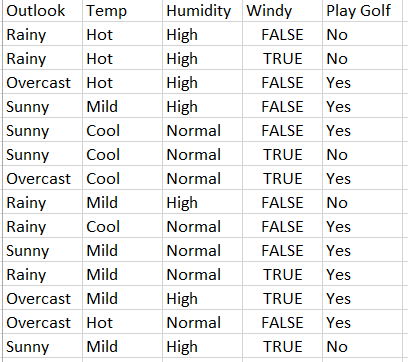 Outlook Temp Humidity Windy Play Golf
Rainy Hot High FALSE No
Rainy Hot High TRUE No
Overcast Hot High FALSE Yes
Sunny Mild High FALSE Yes
Sunny Cool Normal FALSE Yes
Sunny Cool Normal TRUE No
Overcast Cool Normal TRUE Yes
Rainy Mild High FALSE No
Rainy Cool Normal FALSE Yes
Sunny Mild Normal FALSE Yes
Rainy Mild Normal TRUE Yes
Overcast Mild High TRUE Yes
Overcast Hot Normal FALSE Yes
Sunny Mild High TRUE No